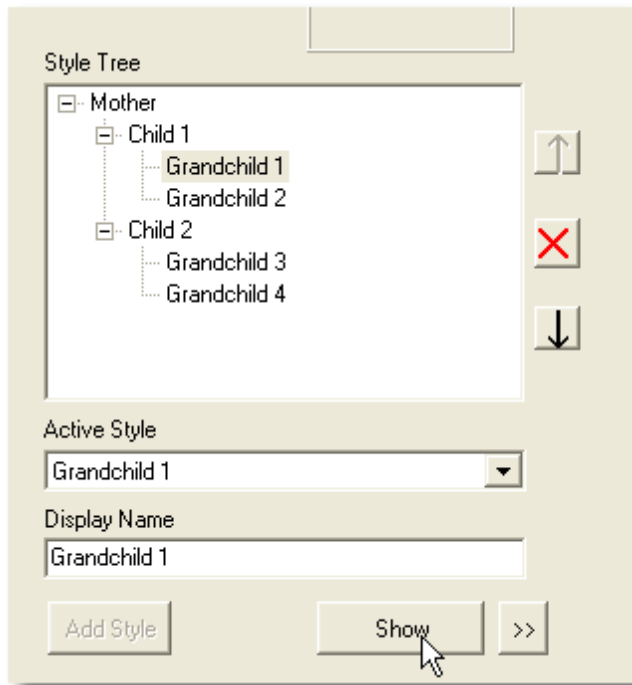 Style Tree
Mother
Child 1
Grandchild 1
Grandchild 2
Child 2
Grandchild 3
Grandchild 4
Active Style
Grandchild 1
Display Name
Grandchild 1
Add Style Show >>